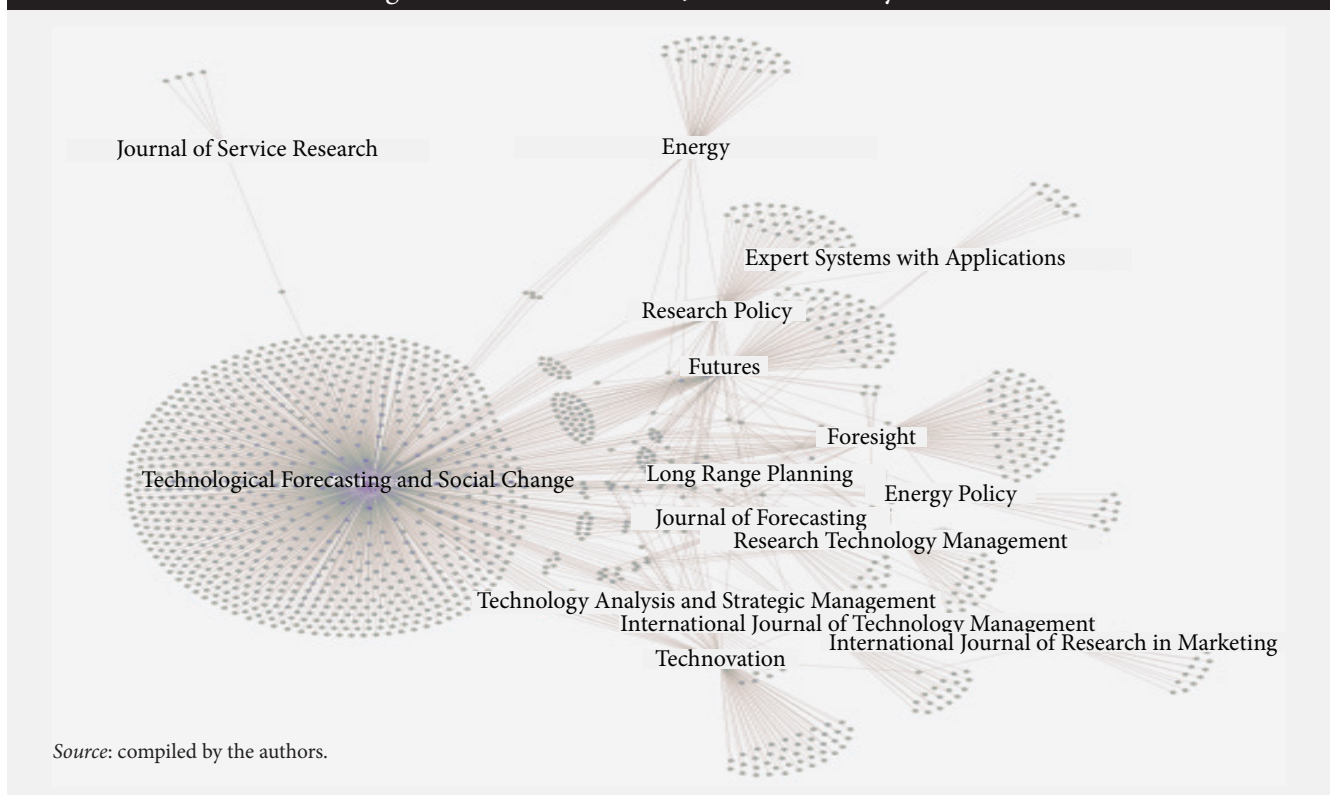 Journal of Service Research
Energy
Expert Systems with Applications
Research Policy
Futures
Foresight
Technological Forecasting and Social Change
Long Range Planning
Energy Policy
Journal of Forecasting
Research Technology Management
Technology Analysis and Strategic Management
International Journal of Technology Management
International Journal of Research in Marketing
Technovation
Source: compiled by the authors.